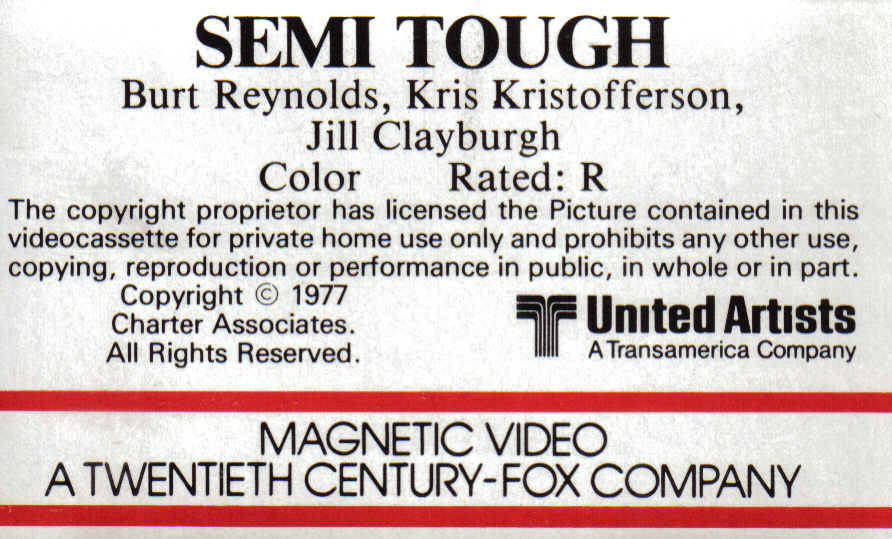 SEMI TOUGH
Burt Reynolds, Kris Kristofferson,
Jill Clayburgh
Color Rated: R
The copyright proprietor has licensed the Picture contained in this
videocassette for private home use only and prohibits any other use,
copying, reproduction or performance in public, in whole or in part.
Copyright © 1977
Charter Associates.
All Rights Reserved.
United Artists
A Transamerica Company
MAGNETIC VIDEO
A TWENTIETH CENTURY-FOX COMPANY